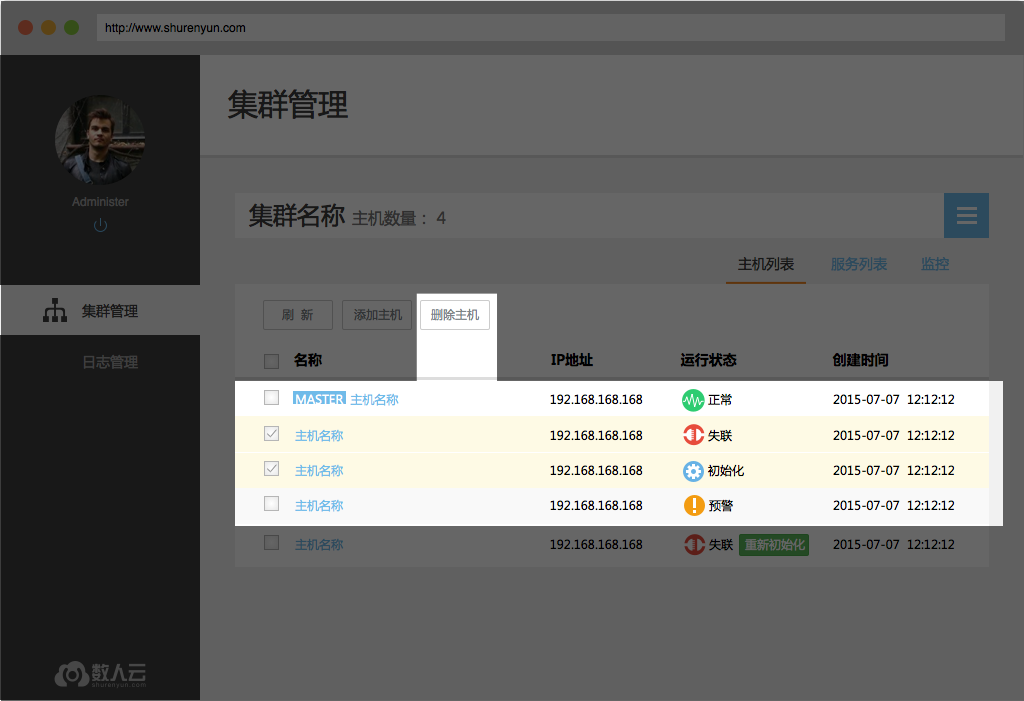 http://www.shurenyun.com
集群管理
Administer
集群名称 主机数量： 4
主机列表 服务列表 监控
集群管理
日志管理
刷 新 添加主机 删除主机
名称 IP地址 运行状态 创建时间
MASTER 主机名称 192.168.168.168 正常 2015-07-07 12:12:12
主机名称 192.168.168.168 失联 2015-07-07 12:12:12
主机名称 192.168.168.168 初始化 2015-07-07 12:12:12
主机名称 192.168.168.168 预警 2015-07-07 12:12:12
主机名称 192.168.168.168 失联 重新初始化 2015-07-07 12:12:12
数人云
shurenyun.com